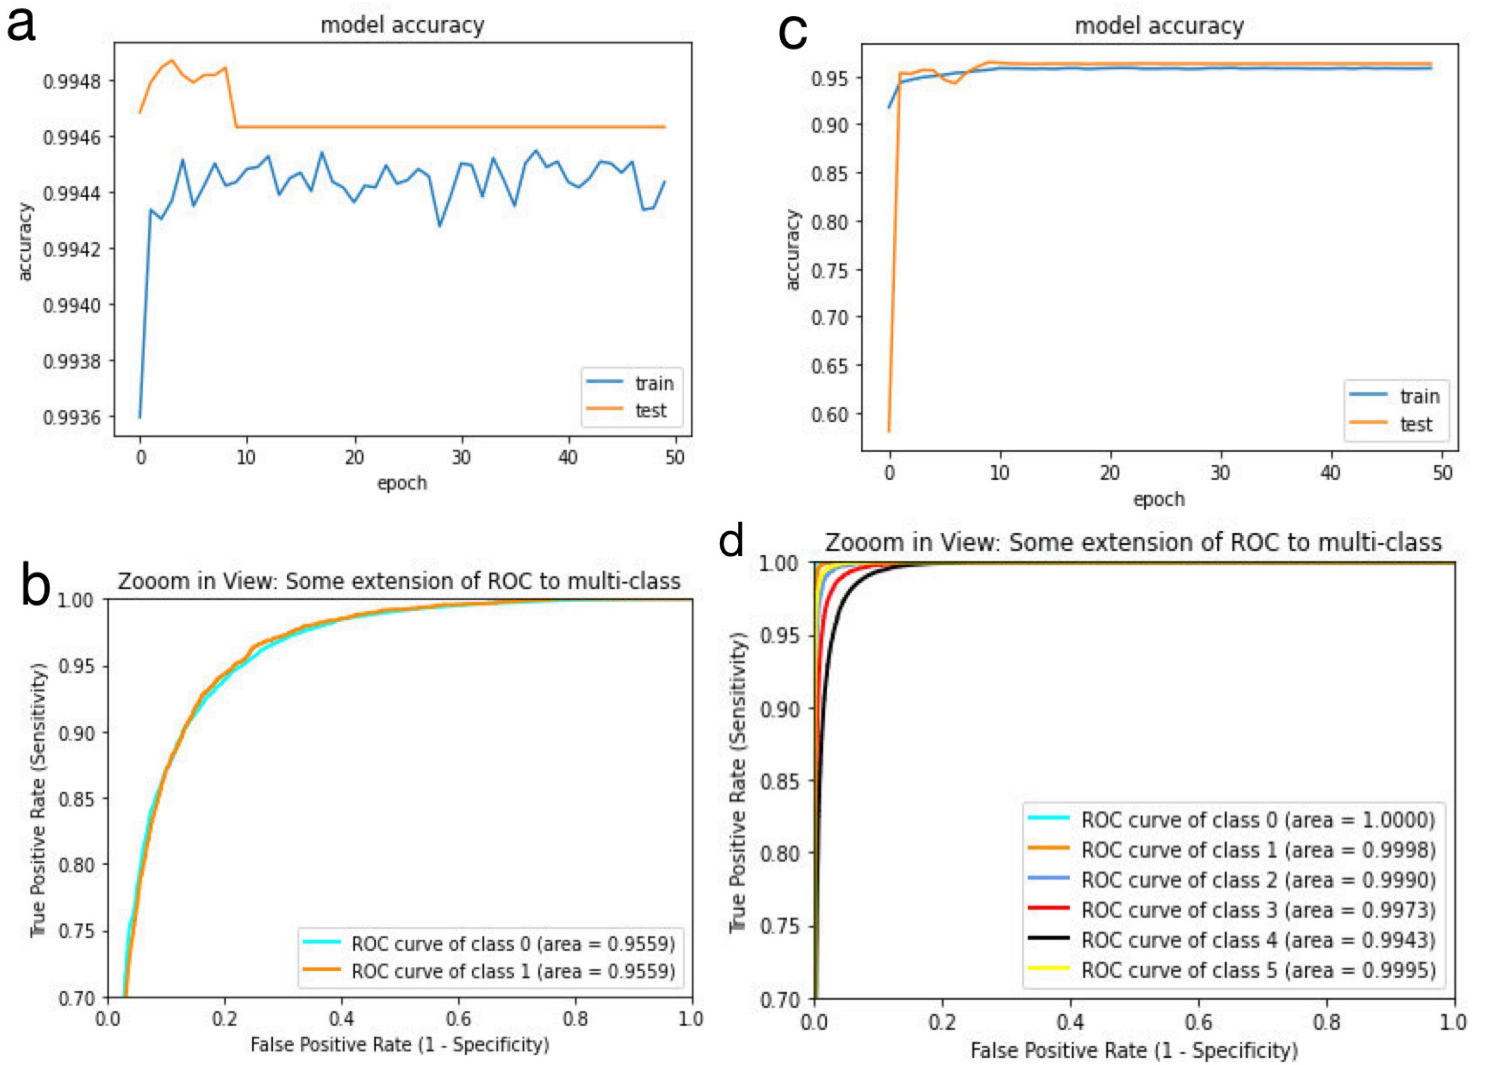 a
model accuracy
accuracy
0.9948
0.9946
0.9944
0.9942
0.9940
0.9938
0.9936
train
test
0 10 20 30 40 50
epoch
c
model accuracy
accuracy
0.95
0.90
0.85
0.80
0.75
0.70
0.65
0.60
train
test
0 10 20 30 40 50
epoch
b
Zooom in View: Some extension of ROC to multi-class
True Positive Rate (Sensitivity)
1.00
0.95
0.90
0.85
0.80
0.75
0.70
ROC curve of class 0 (area = 0.9559)
ROC curve of class 1 (area = 0.9559)
0.0 0.2 0.4 0.6 0.8 1.0
False Positive Rate (1 - Specificity)
d
Zooom in View: Some extension of ROC to multi-class
True Positive Rate (Sensitivity)
1.00
0.95
0.90
0.85
0.80
0.75
0.70
ROC curve of class 0 (area = 1.0000)
ROC curve of class 1 (area = 0.9998)
ROC curve of class 2 (area = 0.9990)
ROC curve of class 3 (area = 0.9973)
ROC curve of class 4 (area = 0.9943)
ROC curve of class 5 (area = 0.9995)
0.0 0.2 0.4 0.6 0.8 1.0
False Positive Rate (1 - Specificity)